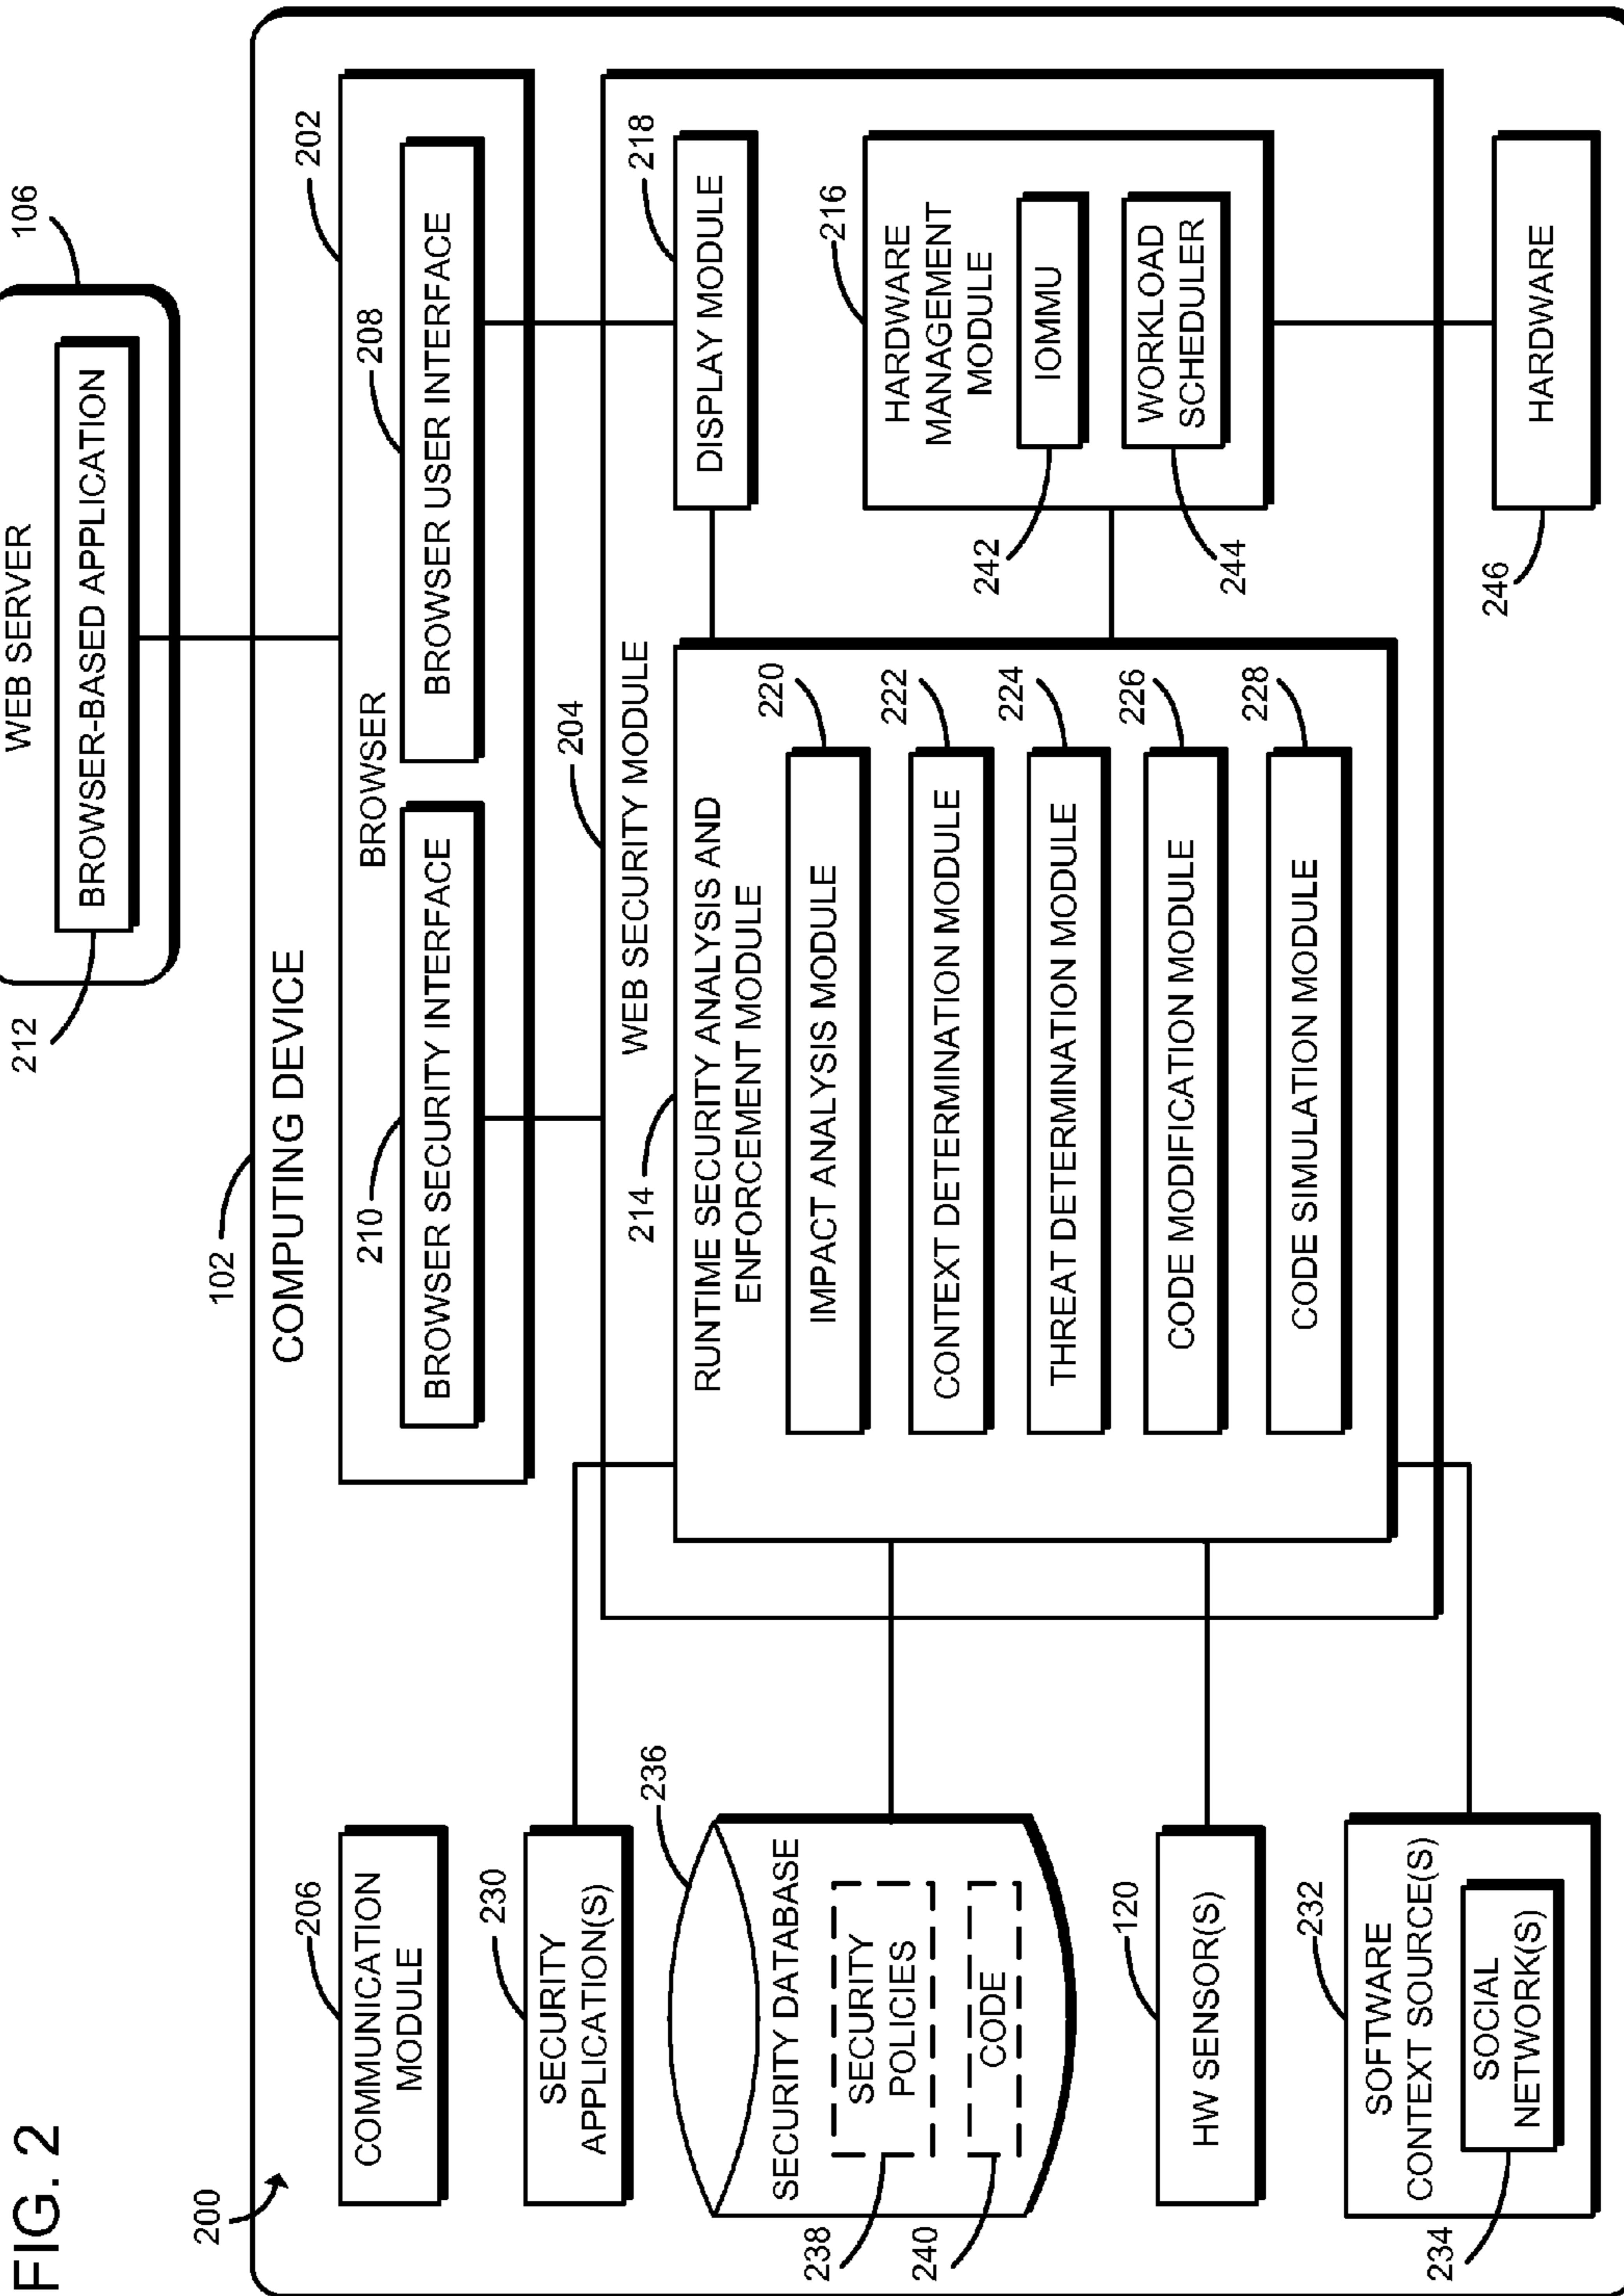 FIG. 2
200
WEB SERVER
106
BROWSER-BASED APPLICATION
212
102
COMPUTING DEVICE
202
BROWSER
210
BROWSER SECURITY INTERFACE
208
BROWSER USER INTERFACE
206
COMMUNICATION
MODULE
230
SECURITY
APPLICATION(S)
236
SECURITY DATABASE
SECURITY
POLICIES
238
CODE
240
120
HW SENSOR(S)
232
SOFTWARE
CONTEXT SOURCE(S)
SOCIAL
NETWORK(S)
234
204
WEB SECURITY MODULE
214
RUNTIME SECURITY ANALYSIS AND
ENFORCEMENT MODULE
220
IMPACT ANALYSIS MODULE
222
CONTEXT DETERMINATION MODULE
224
THREAT DETERMINATION MODULE
226
CODE MODIFICATION MODULE
228
CODE SIMULATION MODULE
218
DISPLAY MODULE
216
HARDWARE
MANAGEMENT
MODULE
IOMMU
242
WORKLOAD
SCHEDULER
244
HARDWARE
246